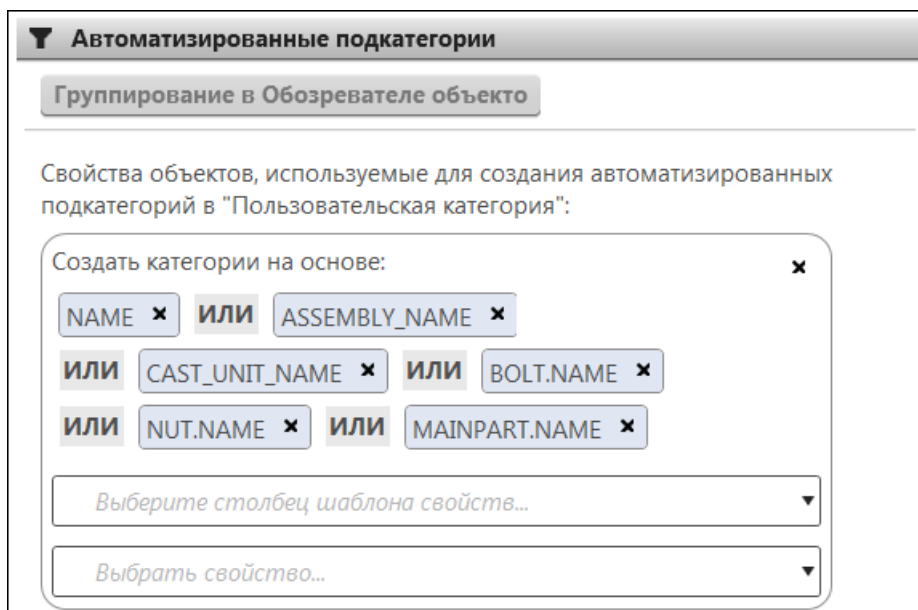 Автоматизированные подкатегории
Группирование в Обозревателе объекто
Свойства объектов, используемые для создания автоматизированных
подкатегорий в "Пользовательская категория":
Создать категории на основе:
NAME × ИЛИ ASSEMBLY_NAME ×
ИЛИ CAST_UNIT_NAME × ИЛИ BOLT.NAME ×
ИЛИ NUT.NAME × ИЛИ MAINPART.NAME ×
Выберите столбец шаблона свойств...
Выбрать свойство...